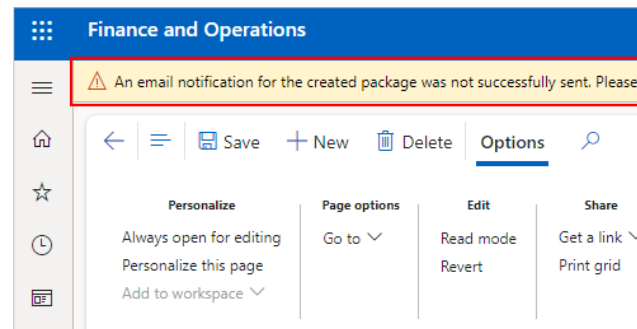 Finance and Operations
An email notification for the created package was not successfully sent. Please
Save New Delete Options
Personalize Page options Edit Share
Always open for editing Go to Read mode Get a link
Personalize this page Revert Print grid
Add to workspace